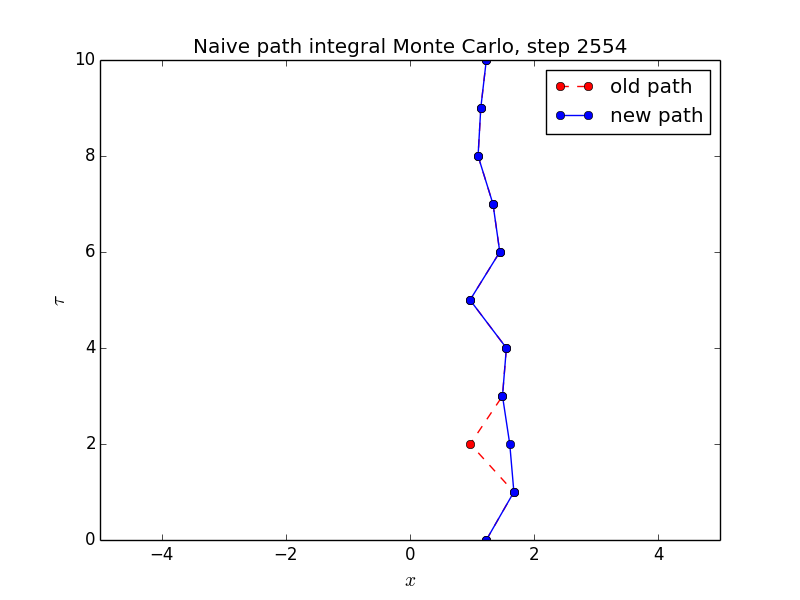 Naive path integral Monte Carlo, step 2554
10
8
6
4
2
0
τ
old path
new path
−4 −2 0 2 4
x